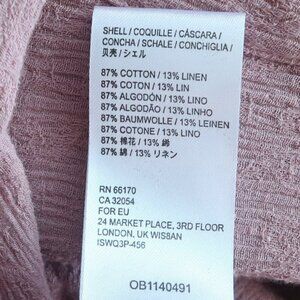 SHELL / COQUILLE / CÁSCARA /
CONCHA / SCHALE / CONCHIGLIA /
贝壳 / シェル
87% COTTON / 13% LINEN
87% COTON / 13% LIN
87% ALGODÓN / 13% LINO
87% ALGODÃO / 13% LINHO
87% BAUMWOLLE / 13% LEINEN
87% COTONE / 13% LINO
87% 棉花 / 13% 綿
87% 綿 / 13% リネン
RN 66170
CA 32054
FOR EU
24 MARKET PLACE, 3RD FLOOR
LONDON, UK WIS8AN
ISWQ3P-456
OB1140491